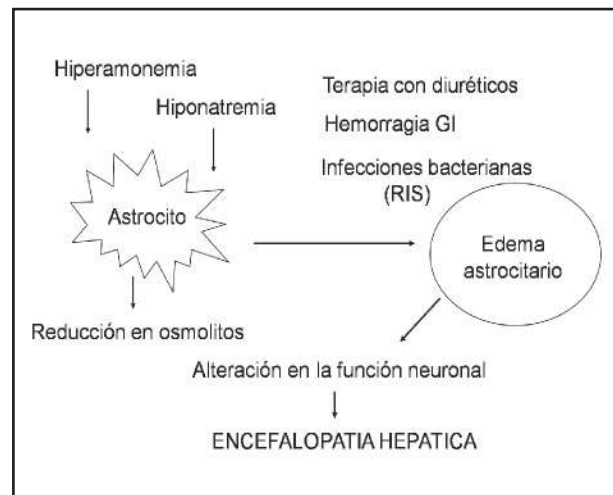 Hiperamonemia
Hiponatremia
Terapia con diuréticos
Hemorragia GI
Infecciones bacterianas
(RIS)
Astrocito
Edema
astrocitario
Reducción en osmolitos
Alteración en la función neuronal
ENCEFALOPATIA HEPATICA